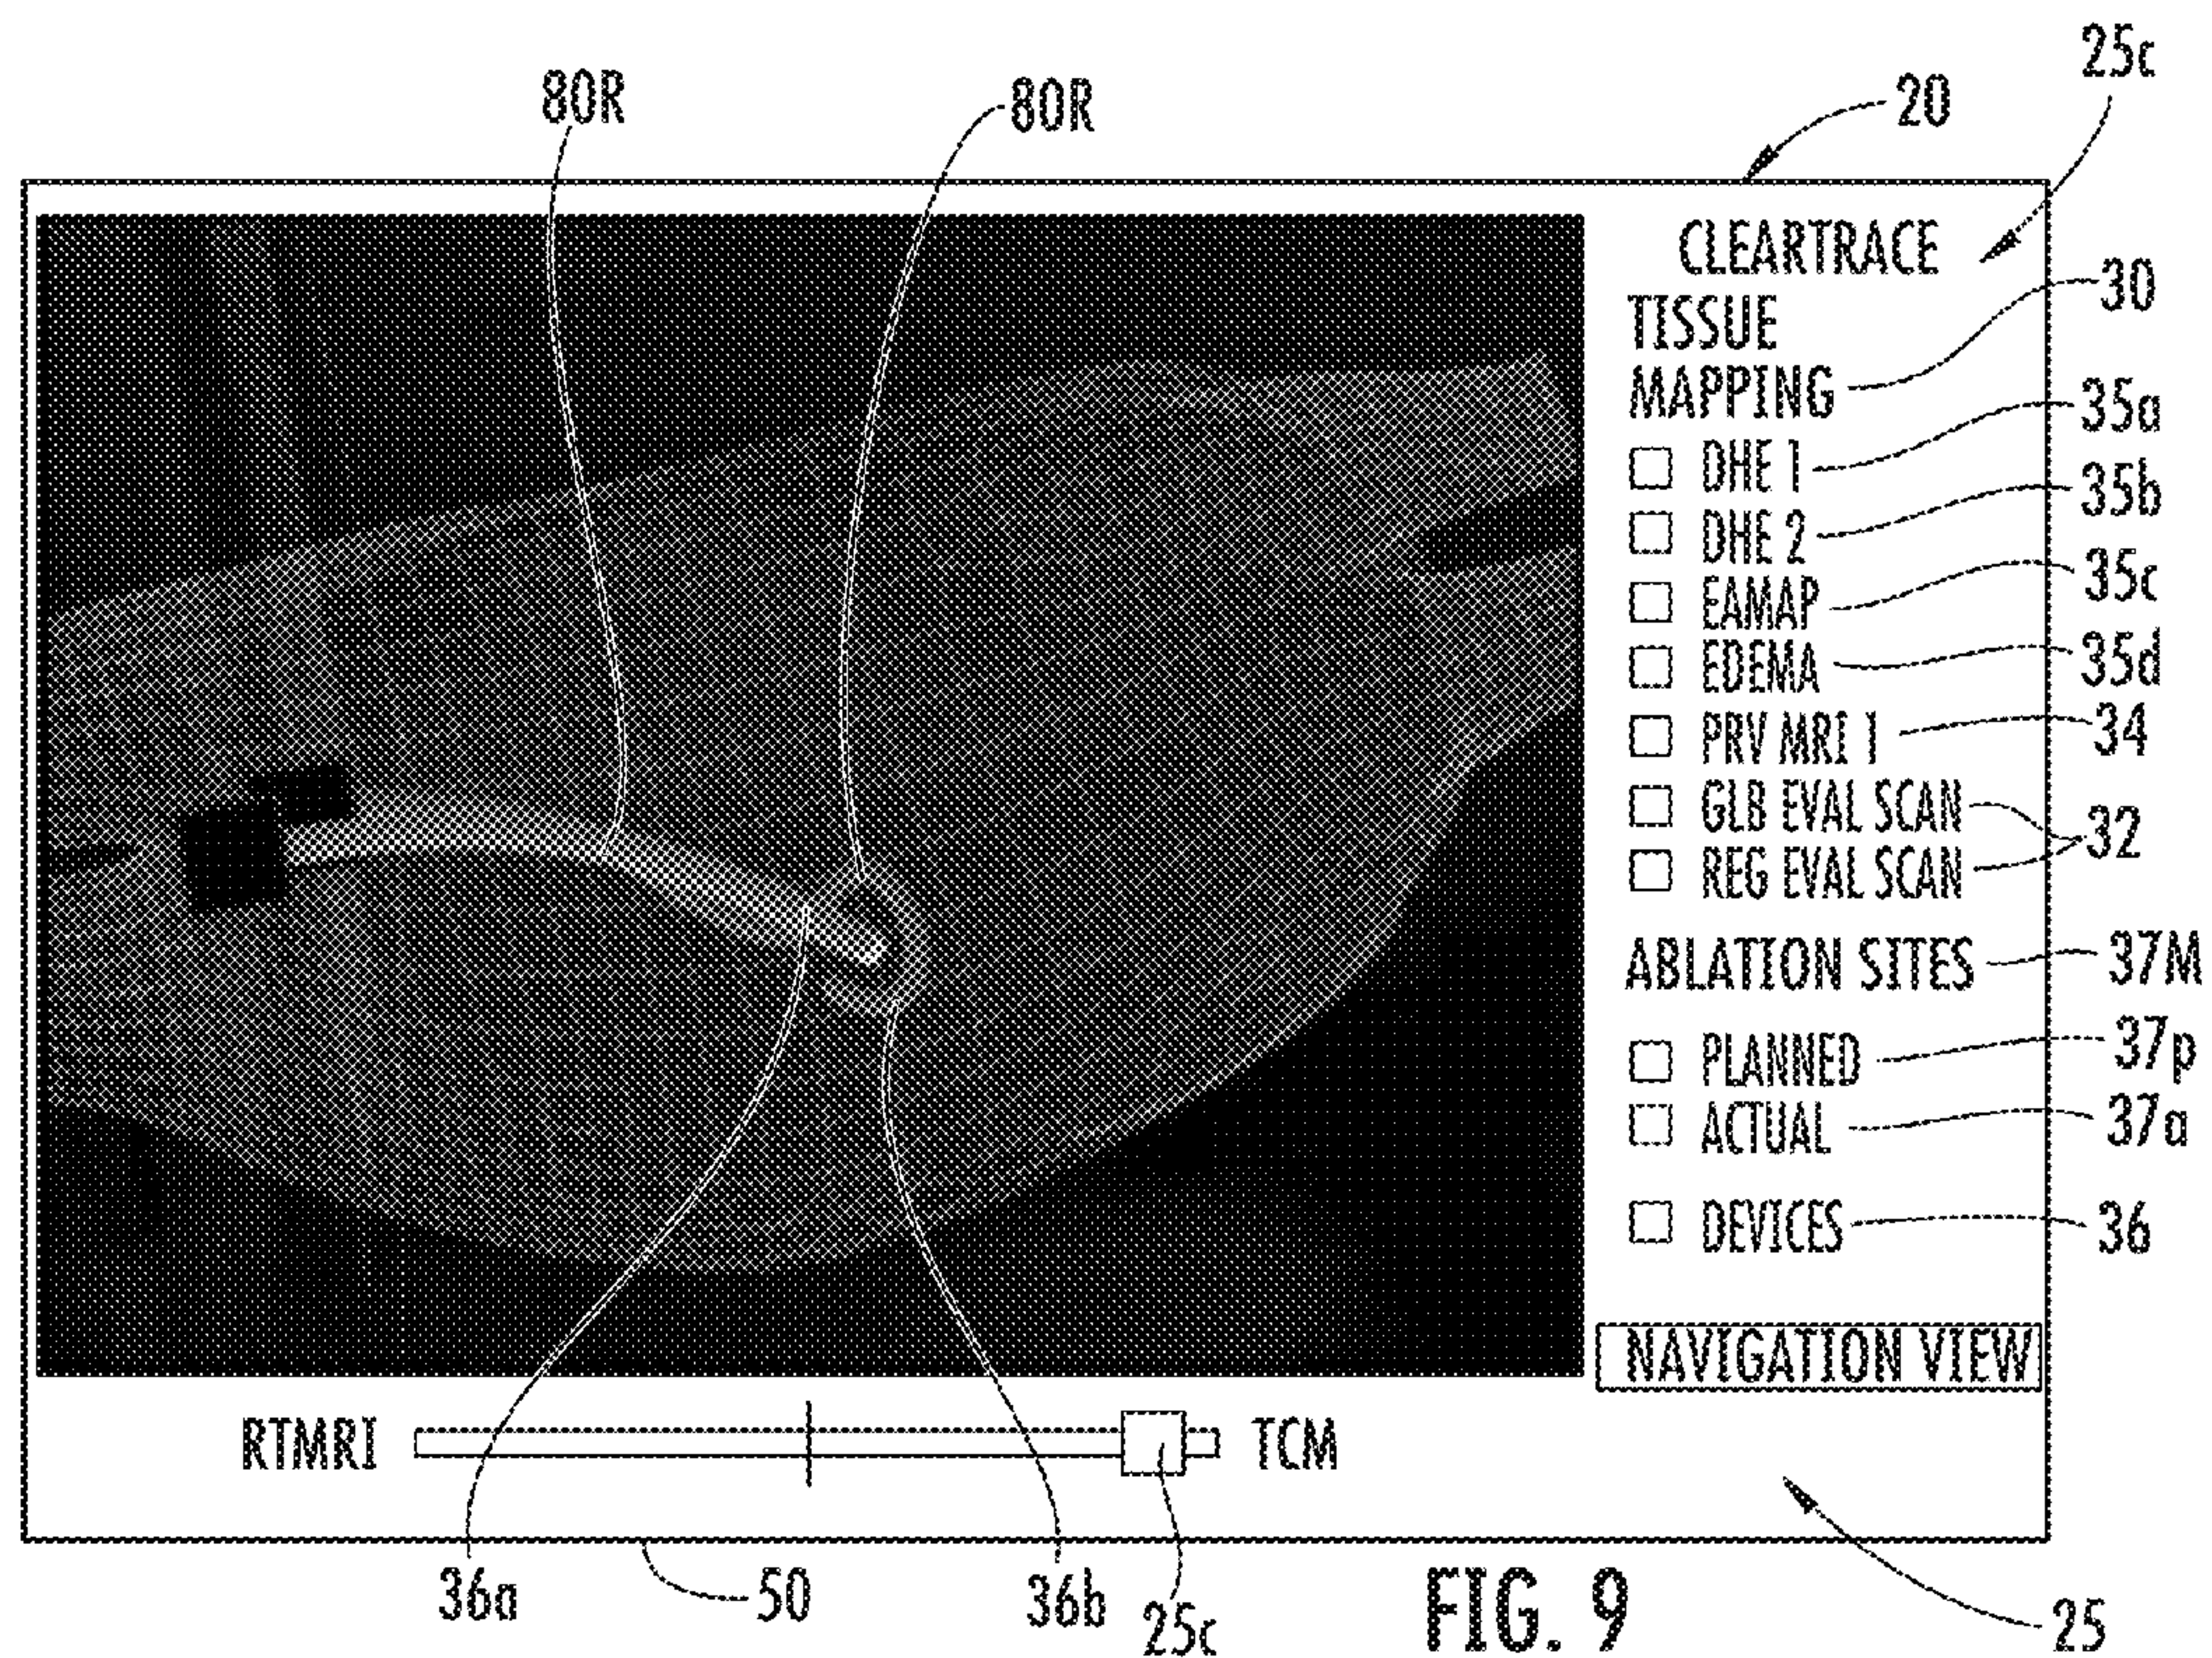 25c
80R
80R
20
CLEARTRACE
30
TISSUE
MAPPING
35a
DHE 1
35b
DHE 2
35c
EAMAP
35d
EDEMA
34
PRV MRI 1
GLB EVAL SCAN
32
REG EVAL SCAN
ABLATION SITES
37M
37p
PLANNED
37a
ACTUAL
36
DEVICES
NAVIGATION VIEW
RTMRI
TCM
36a
50
36b
25c
FIG. 9
25